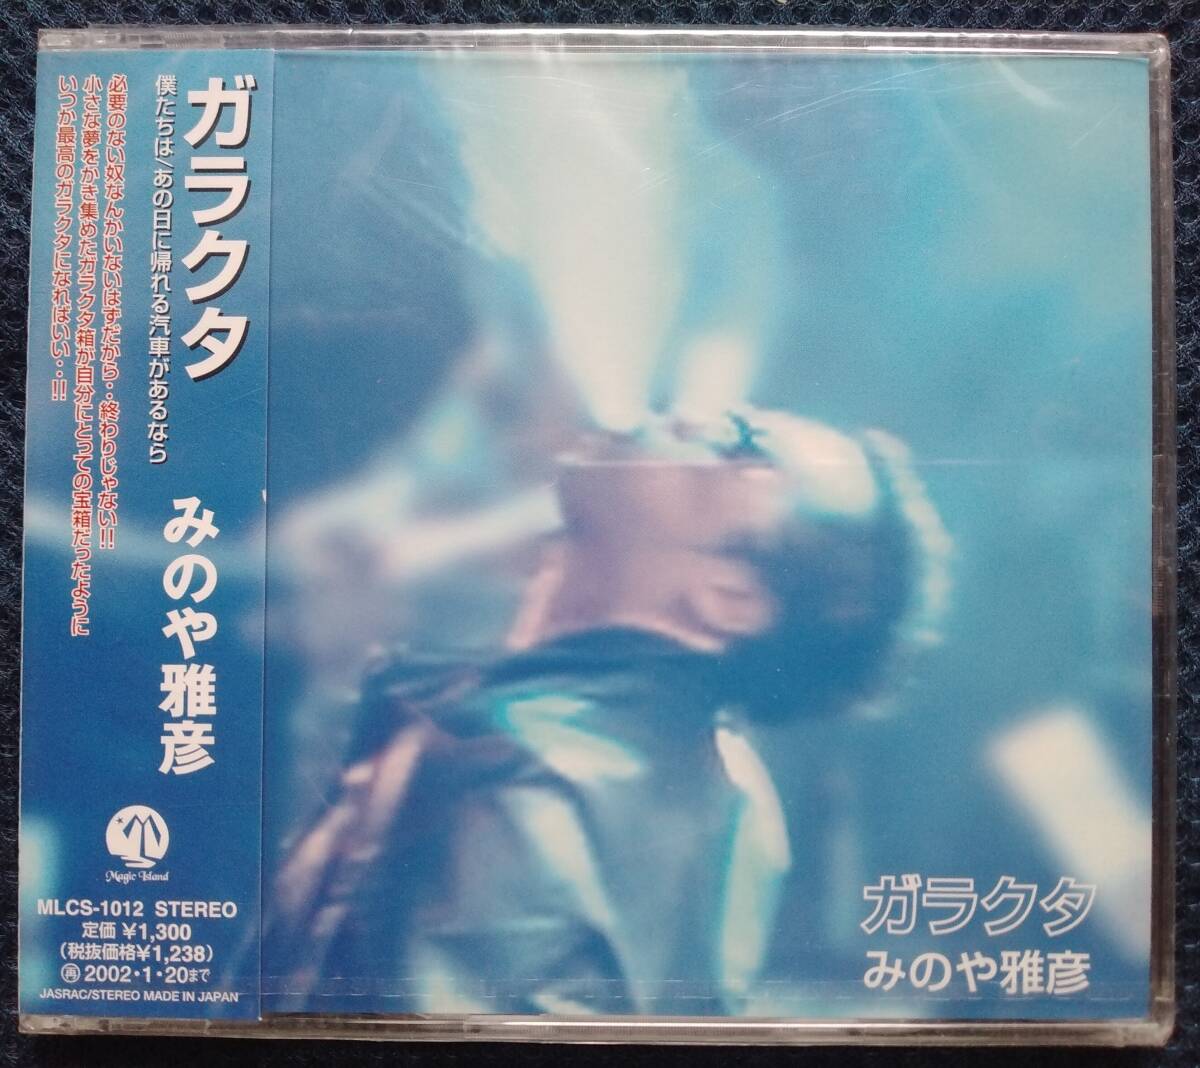 ガラクタ
僕たちは/あの日に帰れる汽車があるなら
必要のない奴なんかいないはずだから‥終わりじゃない!!
小さな夢をかき集めたガラクタ箱が自分にとっての宝箱だったように
いつか最高のガラクタになればいい‥!!
みのや雅彦
Magic Island
MLCS-1012 STEREO
定価 ¥1,300
(税抜価格¥1,238)
再 2002・1・20まで
JASRAC/STEREO MADE IN JAPAN
ガラクタ
みのや雅彦